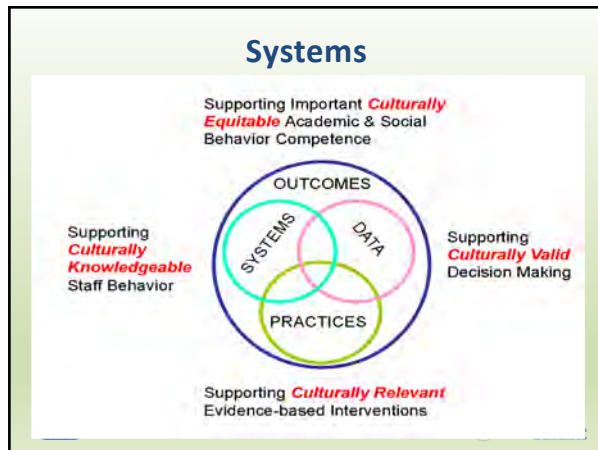 Systems
Supporting Important Culturally
Equitable Academic & Social
Behavior Competence
OUTCOMES
SYSTEMS
DATA
Supporting
Culturally
Knowledgeable
Staff Behavior
Supporting
Culturally Valid
Decision Making
PRACTICES
Supporting Culturally Relevant
Evidence-based Interventions